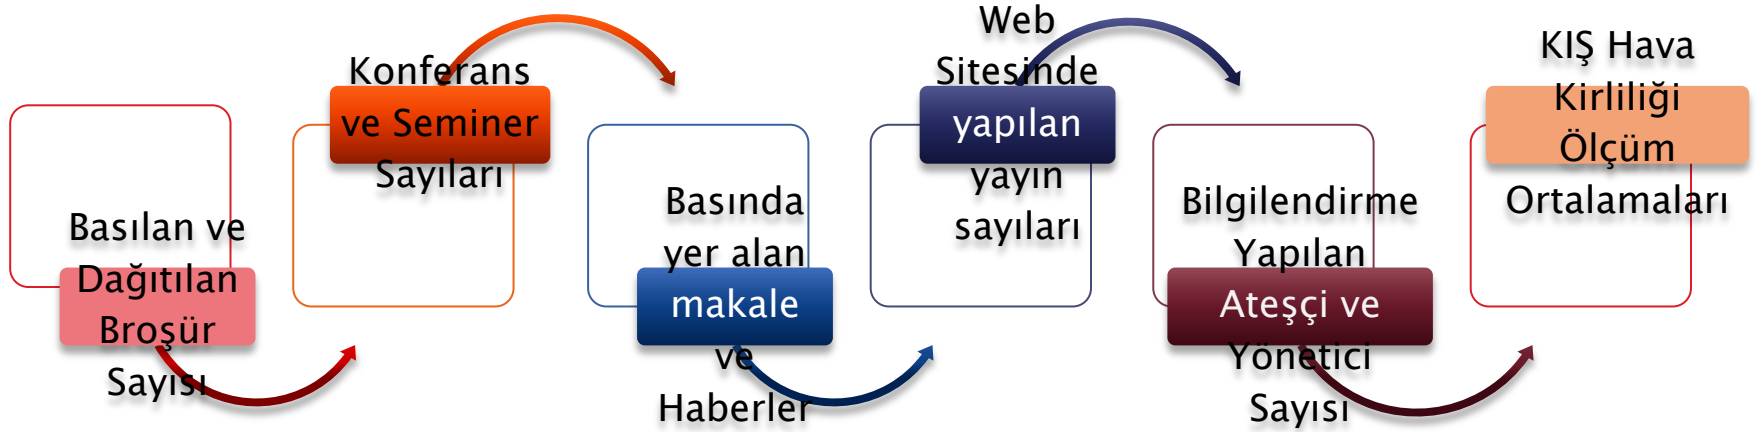 Basılan ve
Dağıtılan
Broşür
Sayısı
Konferans
ve Seminer
Sayıları
Basında
yer alan
makale
ve
Haberler
Web
Sitesinde
yapılan
yayın
sayıları
Bilgilendirme
Yapılan
Ateşçi ve
Yönetici
Sayısı
KIŞ Hava
Kirliliği
Ölçüm
Ortalamaları